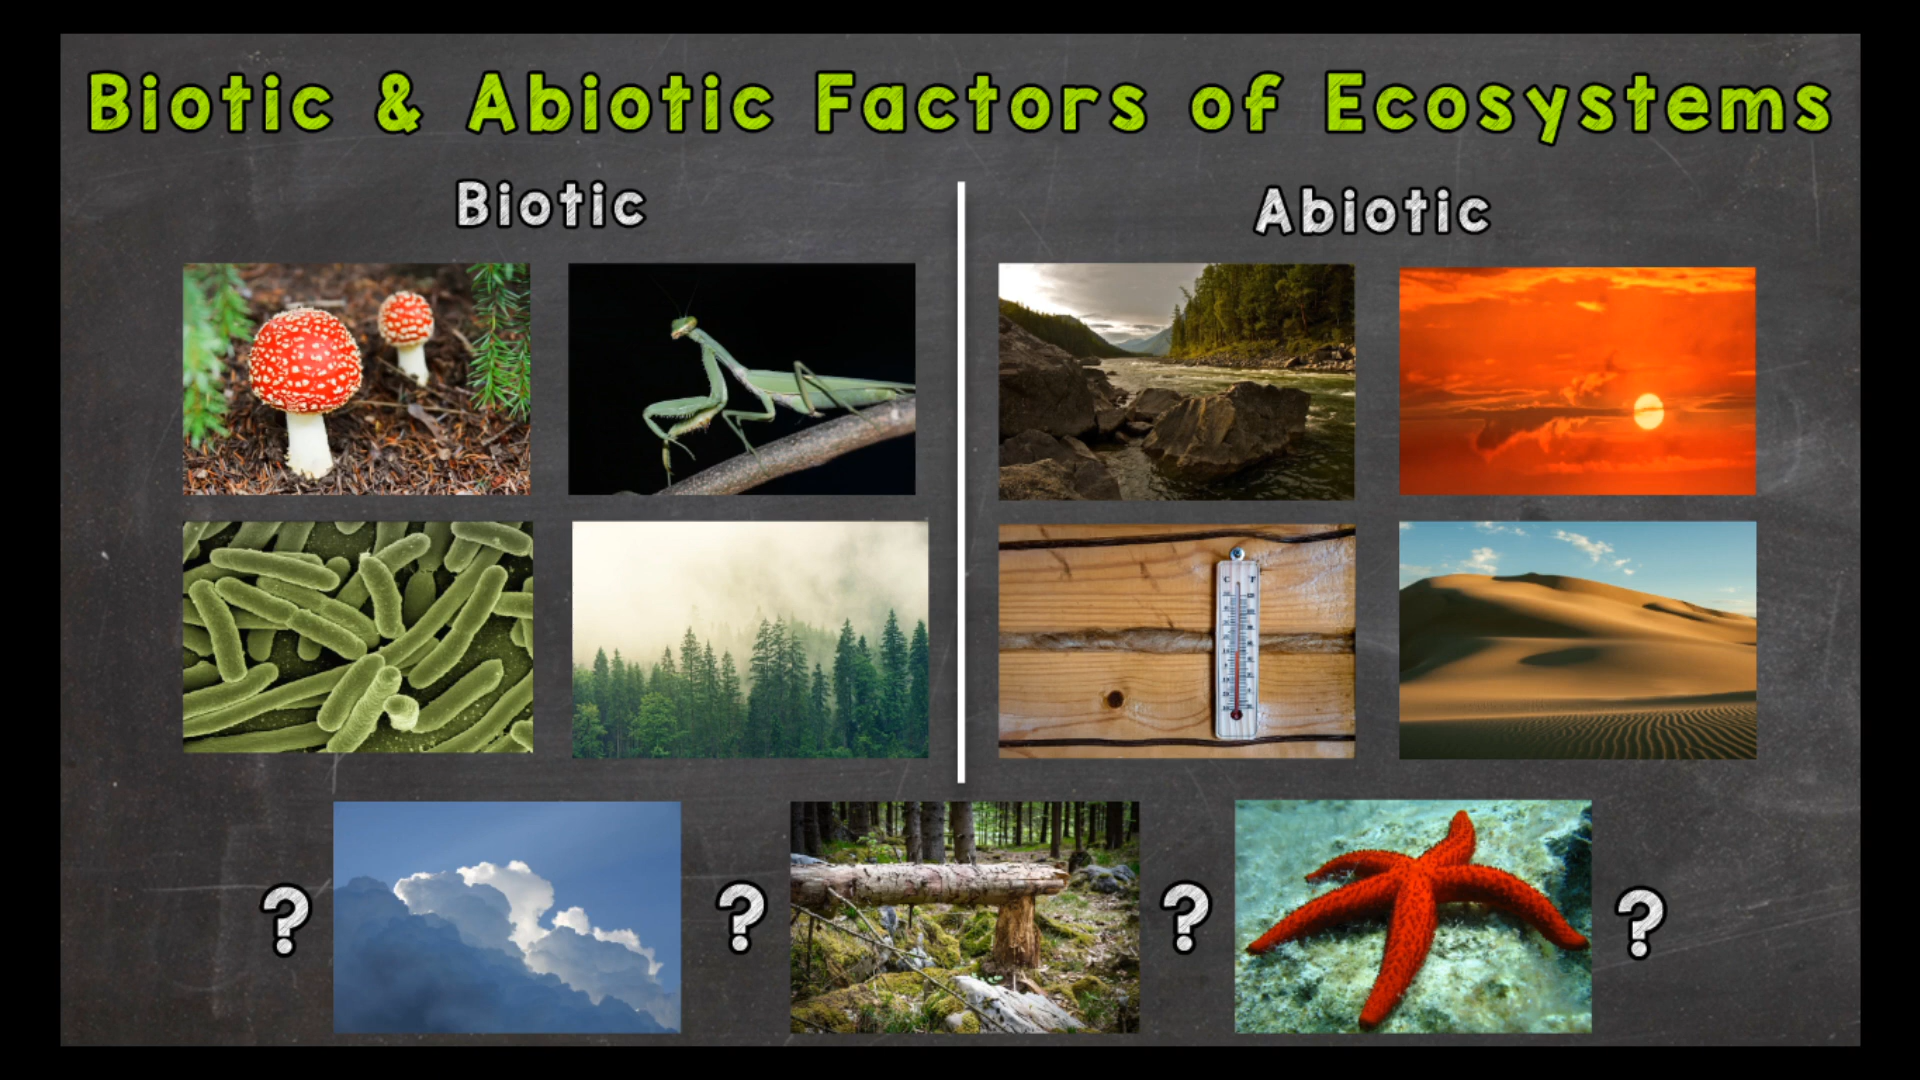 Biotic & Abiotic Factors of Ecosystems
Biotic
Abiotic
C F
? ? ? ?